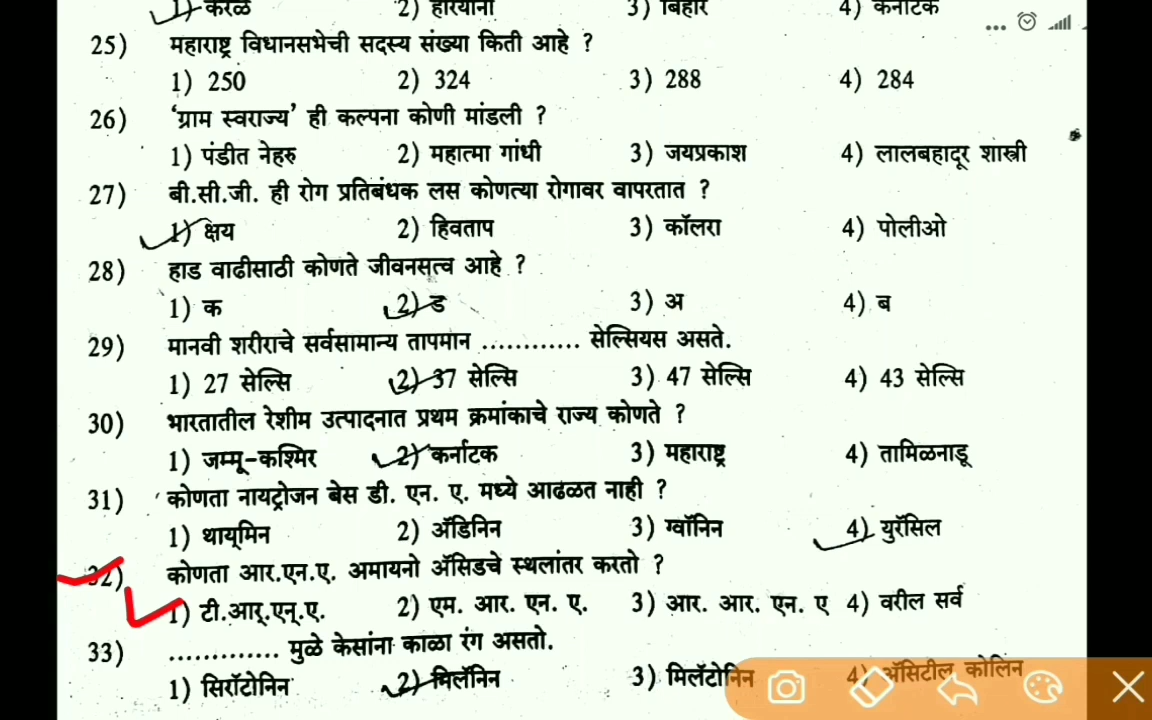 1) केरळ 2) हरियाना 3) बिहार 4) कर्नाटक
25) महाराष्ट्र विधानसभेची सदस्य संख्या किती आहे ?
1) 250 2) 324 3) 288 4) 284
26) ‘ग्राम स्वराज्य’ ही कल्पना कोणी मांडली ?
1) पंडीत नेहरु 2) महात्मा गांधी 3) जयप्रकाश 4) लालबहादूर शास्त्री
27) बी.सी.जी. ही रोग प्रतिबंधक लस कोणत्या रोगावर वापरतात ?
1) क्षय 2) हिवताप 3) कॉलरा 4) पोलीओ
28) हाड वाढीसाठी कोणते जीवनसत्व आहे ?
1) क 2) ड 3) अ 4) ब
29) मानवी शरीराचे सर्वसामान्य तापमान ............ सेल्सियस असते.
1) 27 सेल्सि 2) 37 सेल्सि 3) 47 सेल्सि 4) 43 सेल्सि
30) भारतातील रेशीम उत्पादनात प्रथम क्रमांकाचे राज्य कोणते ?
1) जम्मू-कश्मिर 2) कर्नाटक 3) महाराष्ट्र 4) तामिळनाडू
31) कोणता नायट्रोजन बेस डी. एन. ए. मध्ये आढळत नाही ?
1) थायमिन 2) ॲडिनिन 3) ग्वॉनिन 4) युरॅसिल
32) कोणता आर.एन.ए. अमायनो ॲसिडचे स्थलांतर करतो ?
1) टी.आर्.एन्.ए. 2) एम. आर. एन. ए. 3) आर. आर. एन. ए 4) वरील सर्व
33) ............. मुळे केसांना काळा रंग असतो.
1) सिरॉटोनिन 2) मिलॅनिन 3) मिलॅटोनिन 4) ॲसिटील कोलिन